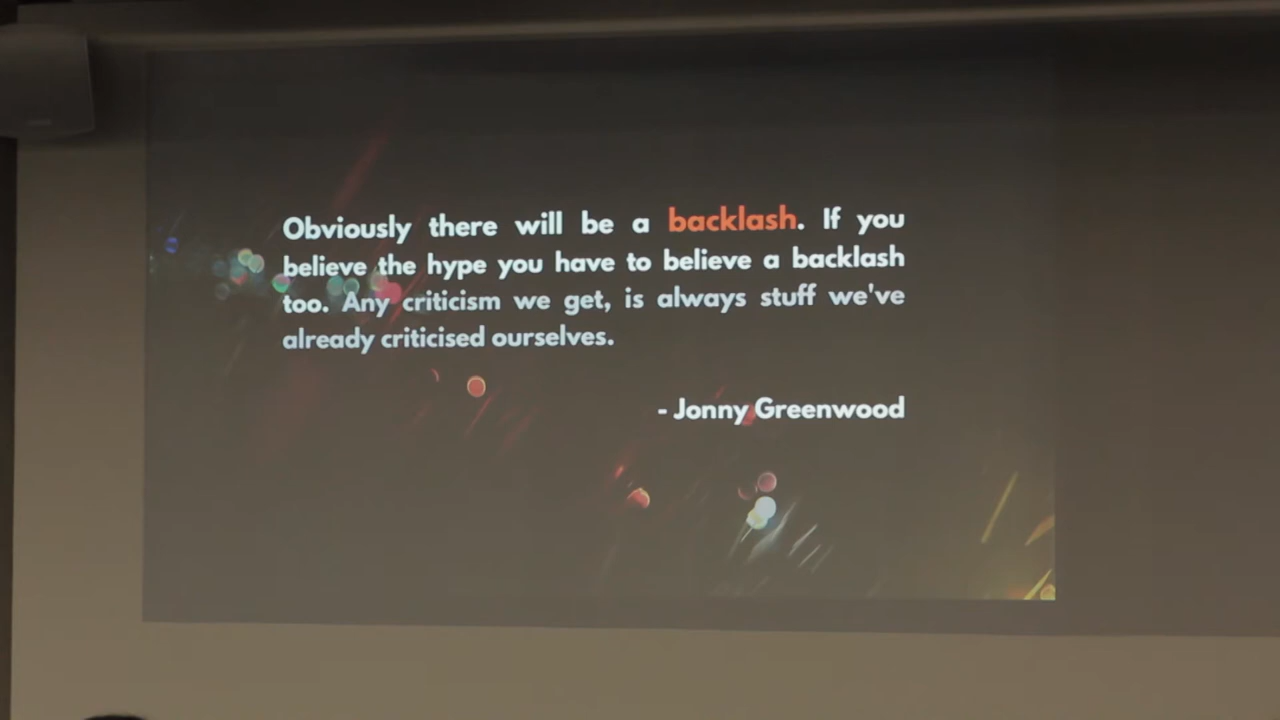 Obviously there will be a backlash. If you
believe the hype you have to believe a backlash
too. Any criticism we get, is always stuff we've
already criticised ourselves.
- Jonny Greenwood